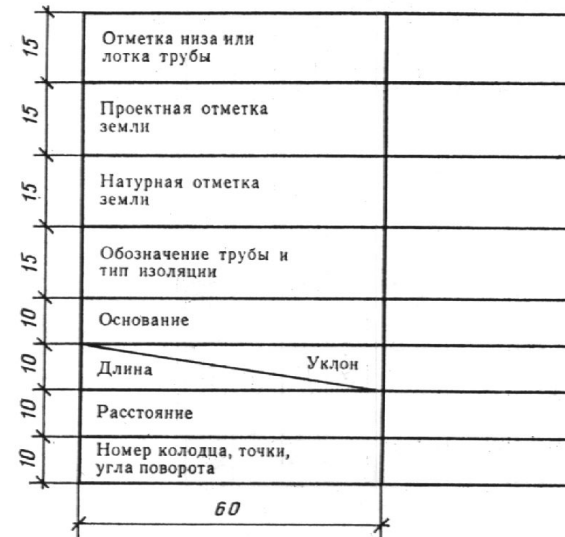 15
Отметка низа или
лотка трубы
15
Проектная отметка
земли
15
Натурная отметка
земли
15
Обозначение трубы и
тип изоляции
10
Основание
10
Уклон
Длина
10
Расстояние
10
Номер колодца, точки,
угла поворота
60